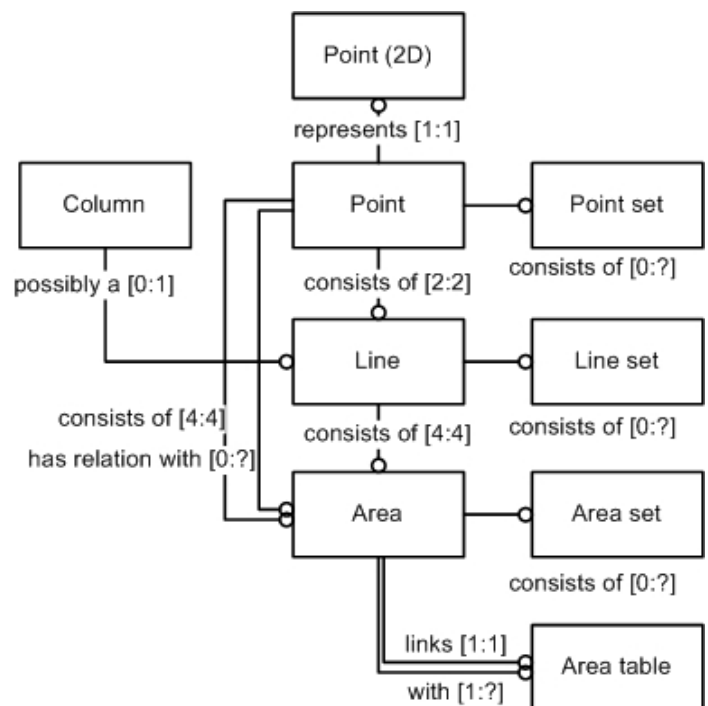 Point (2D)
represents [1:1]
Column
Point
Point set
possibly a [0:1]
consists of [2:2]
consists of [0:?]
Line
Line set
consists of [4:4]
consists of [4:4]
consists of [0:?]
has relation with [0:?]
Area
Area set
consists of [0:?]
links [1:1]
with [1:?]
Area table